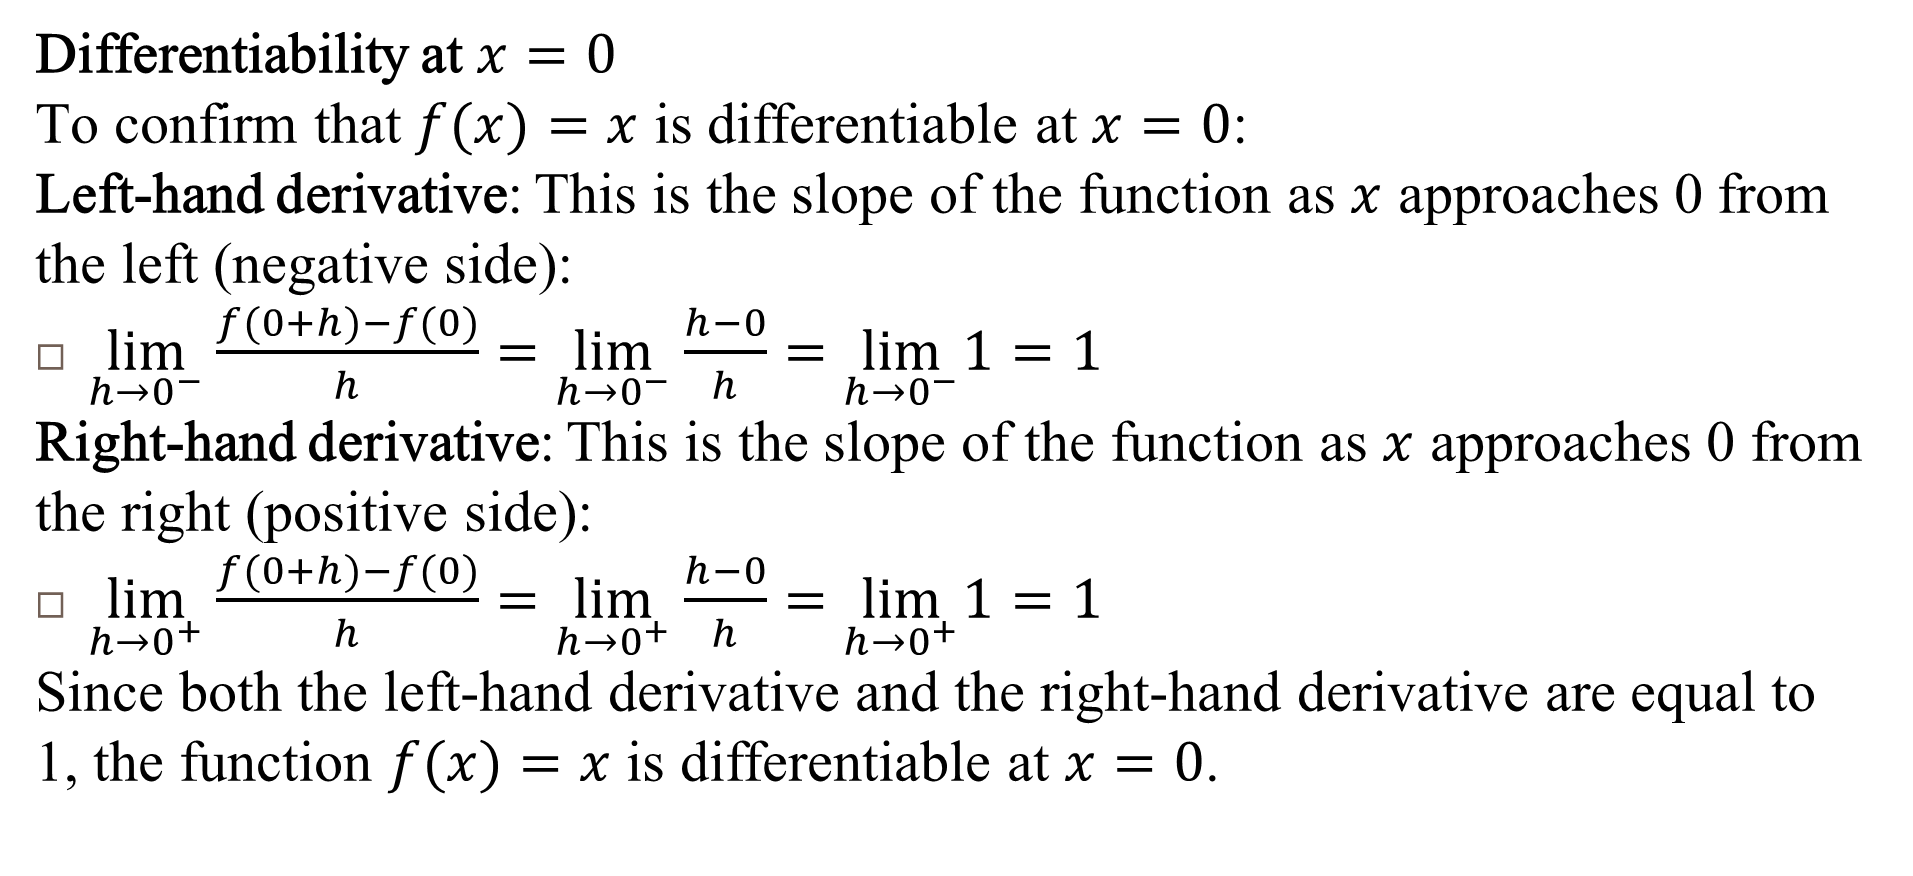 Differentiability at x = 0
To confirm that f(x) = x is differentiable at x = 0:
Left-hand derivative: This is the slope of the function as x approaches 0 from
the left (negative side):
□ lim_{h→0⁻} \frac{f(0+h)−f(0)}{h} = lim_{h→0⁻} \frac{h−0}{h} = lim_{h→0⁻} 1 = 1
Right-hand derivative: This is the slope of the function as x approaches 0 from
the right (positive side):
□ lim_{h→0⁺} \frac{f(0+h)−f(0)}{h} = lim_{h→0⁺} \frac{h−0}{h} = lim_{h→0⁺} 1 = 1
Since both the left-hand derivative and the right-hand derivative are equal to
1, the function f(x) = x is differentiable at x = 0.